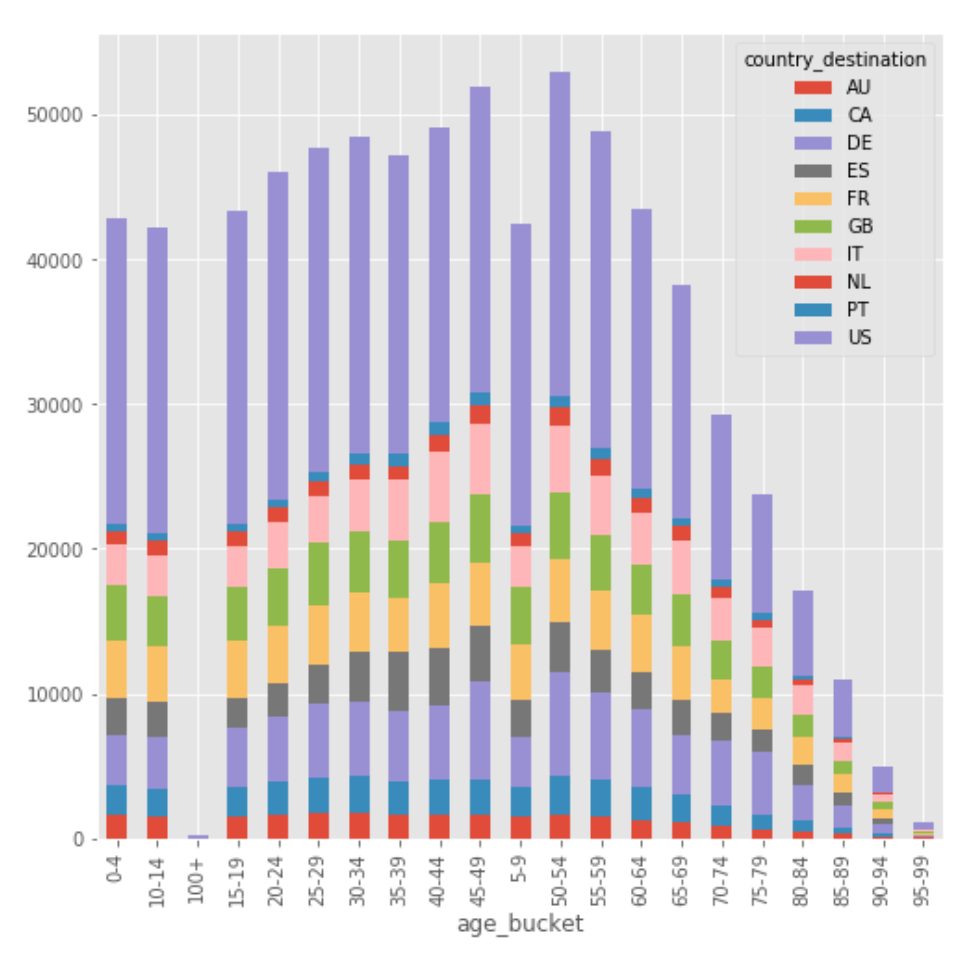 country_destination
AU
CA
DE
ES
FR
GB
IT
NL
PT
US
50000
40000
30000
20000
10000
0
0-4
10-14
100+
15-19
20-24
25-29
30-34
35-39
40-44
45-49
5-9
50-54
55-59
60-64
65-69
70-74
75-79
80-84
85-89
90-94
95-99
age_bucket